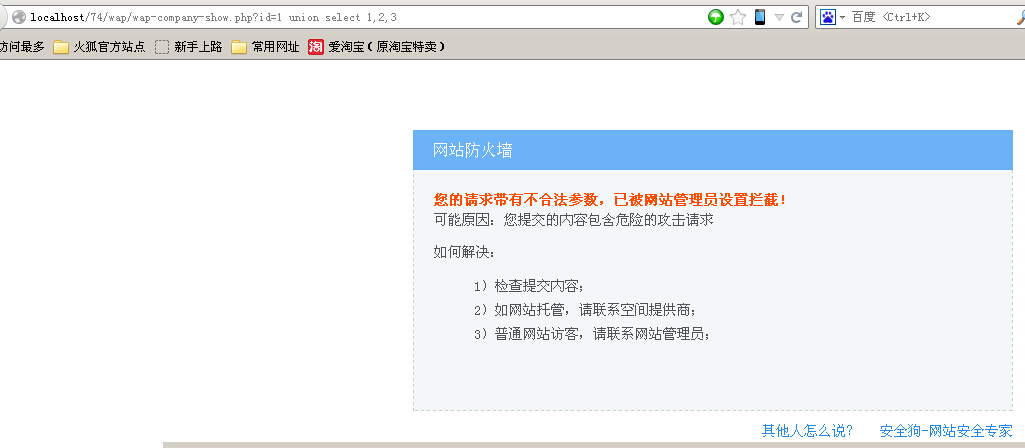 localhost/74/wap/wap-company-show.php?id=1 union select 1,2,3 百度 <Ctrl+K>
访问最多 火狐官方站点 新手上路 常用网址 淘 爱淘宝（原淘宝特卖）
网站防火墙
您的请求带有不合法参数，已被网站管理员设置拦截！
可能原因：您提交的内容包含危险的攻击请求
如何解决：
1）检查提交内容；
2）如网站托管，请联系空间提供商；
3）普通网站访客，请联系网站管理员；
其他人怎么说? 安全狗-网站安全专家